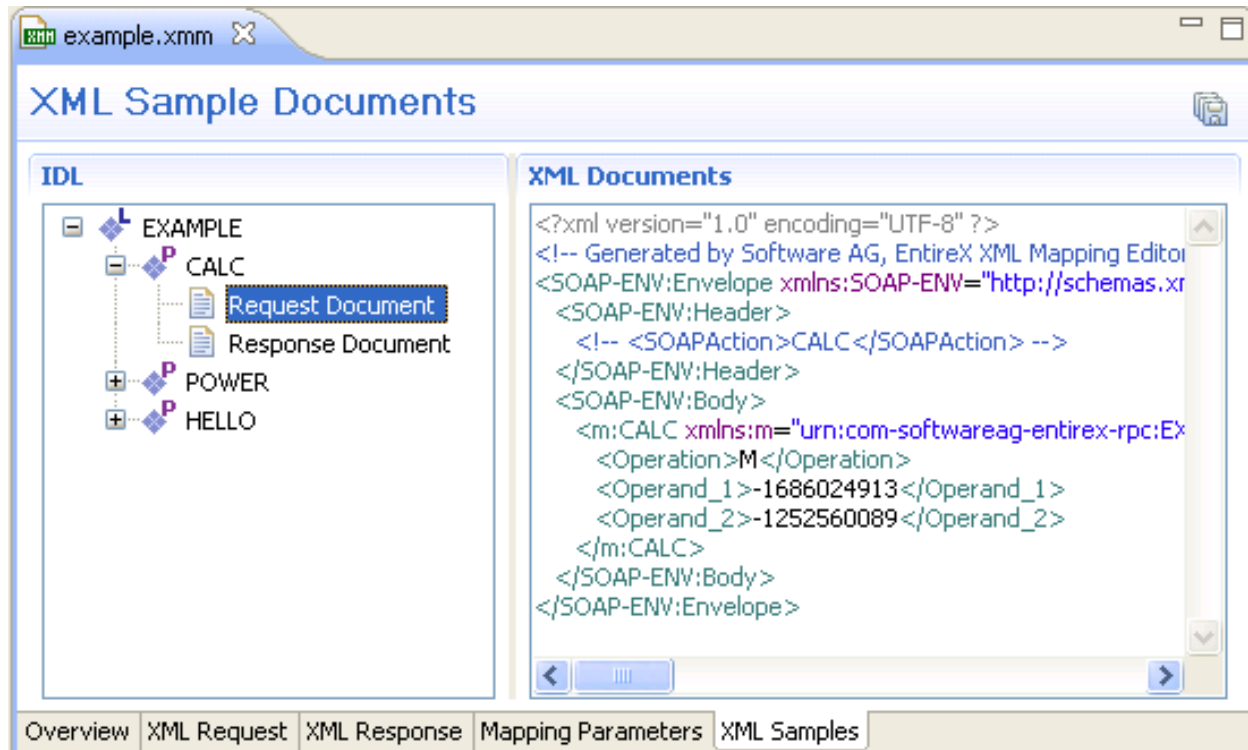 example.xmm
XML Sample Documents
IDL
EXAMPLE
CALC
Request Document
Response Document
POWER
HELLO
XML Documents
<?xml version="1.0" encoding="UTF-8" ?>
<!-- Generated by Software AG, EntireX XML Mapping Editor
<SOAP-ENV:Envelope xmlns:SOAP-ENV="http://schemas.xr
<SOAP-ENV:Header>
<!-- <SOAPAction>CALC</SOAPAction> -->
</SOAP-ENV:Header>
<SOAP-ENV:Body>
<m:CALC xmlns:m="urn:com-softwareag-entirex-rpc:EX
<Operation>M</Operation>
<Operand_1>-1686024913</Operand_1>
<Operand_2>-1252560089</Operand_2>
</m:CALC>
</SOAP-ENV:Body>
</SOAP-ENV:Envelope>
Overview XML Request XML Response Mapping Parameters XML Samples